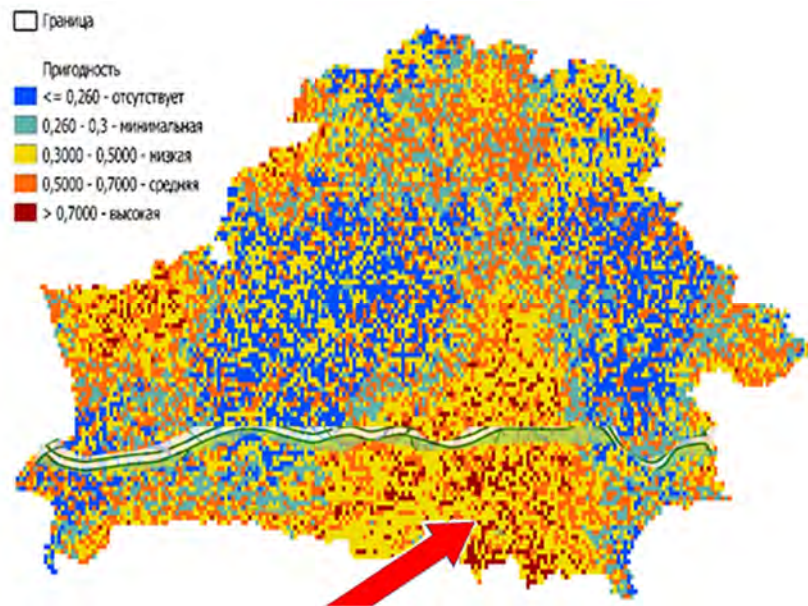 Граница
Пригодность
<= 0,260 - отсутствует
0,260 - 0,3 - минимальная
0,3000 - 0,5000 - низкая
0,5000 - 0,7000 - средняя
> 0,7000 - высокая